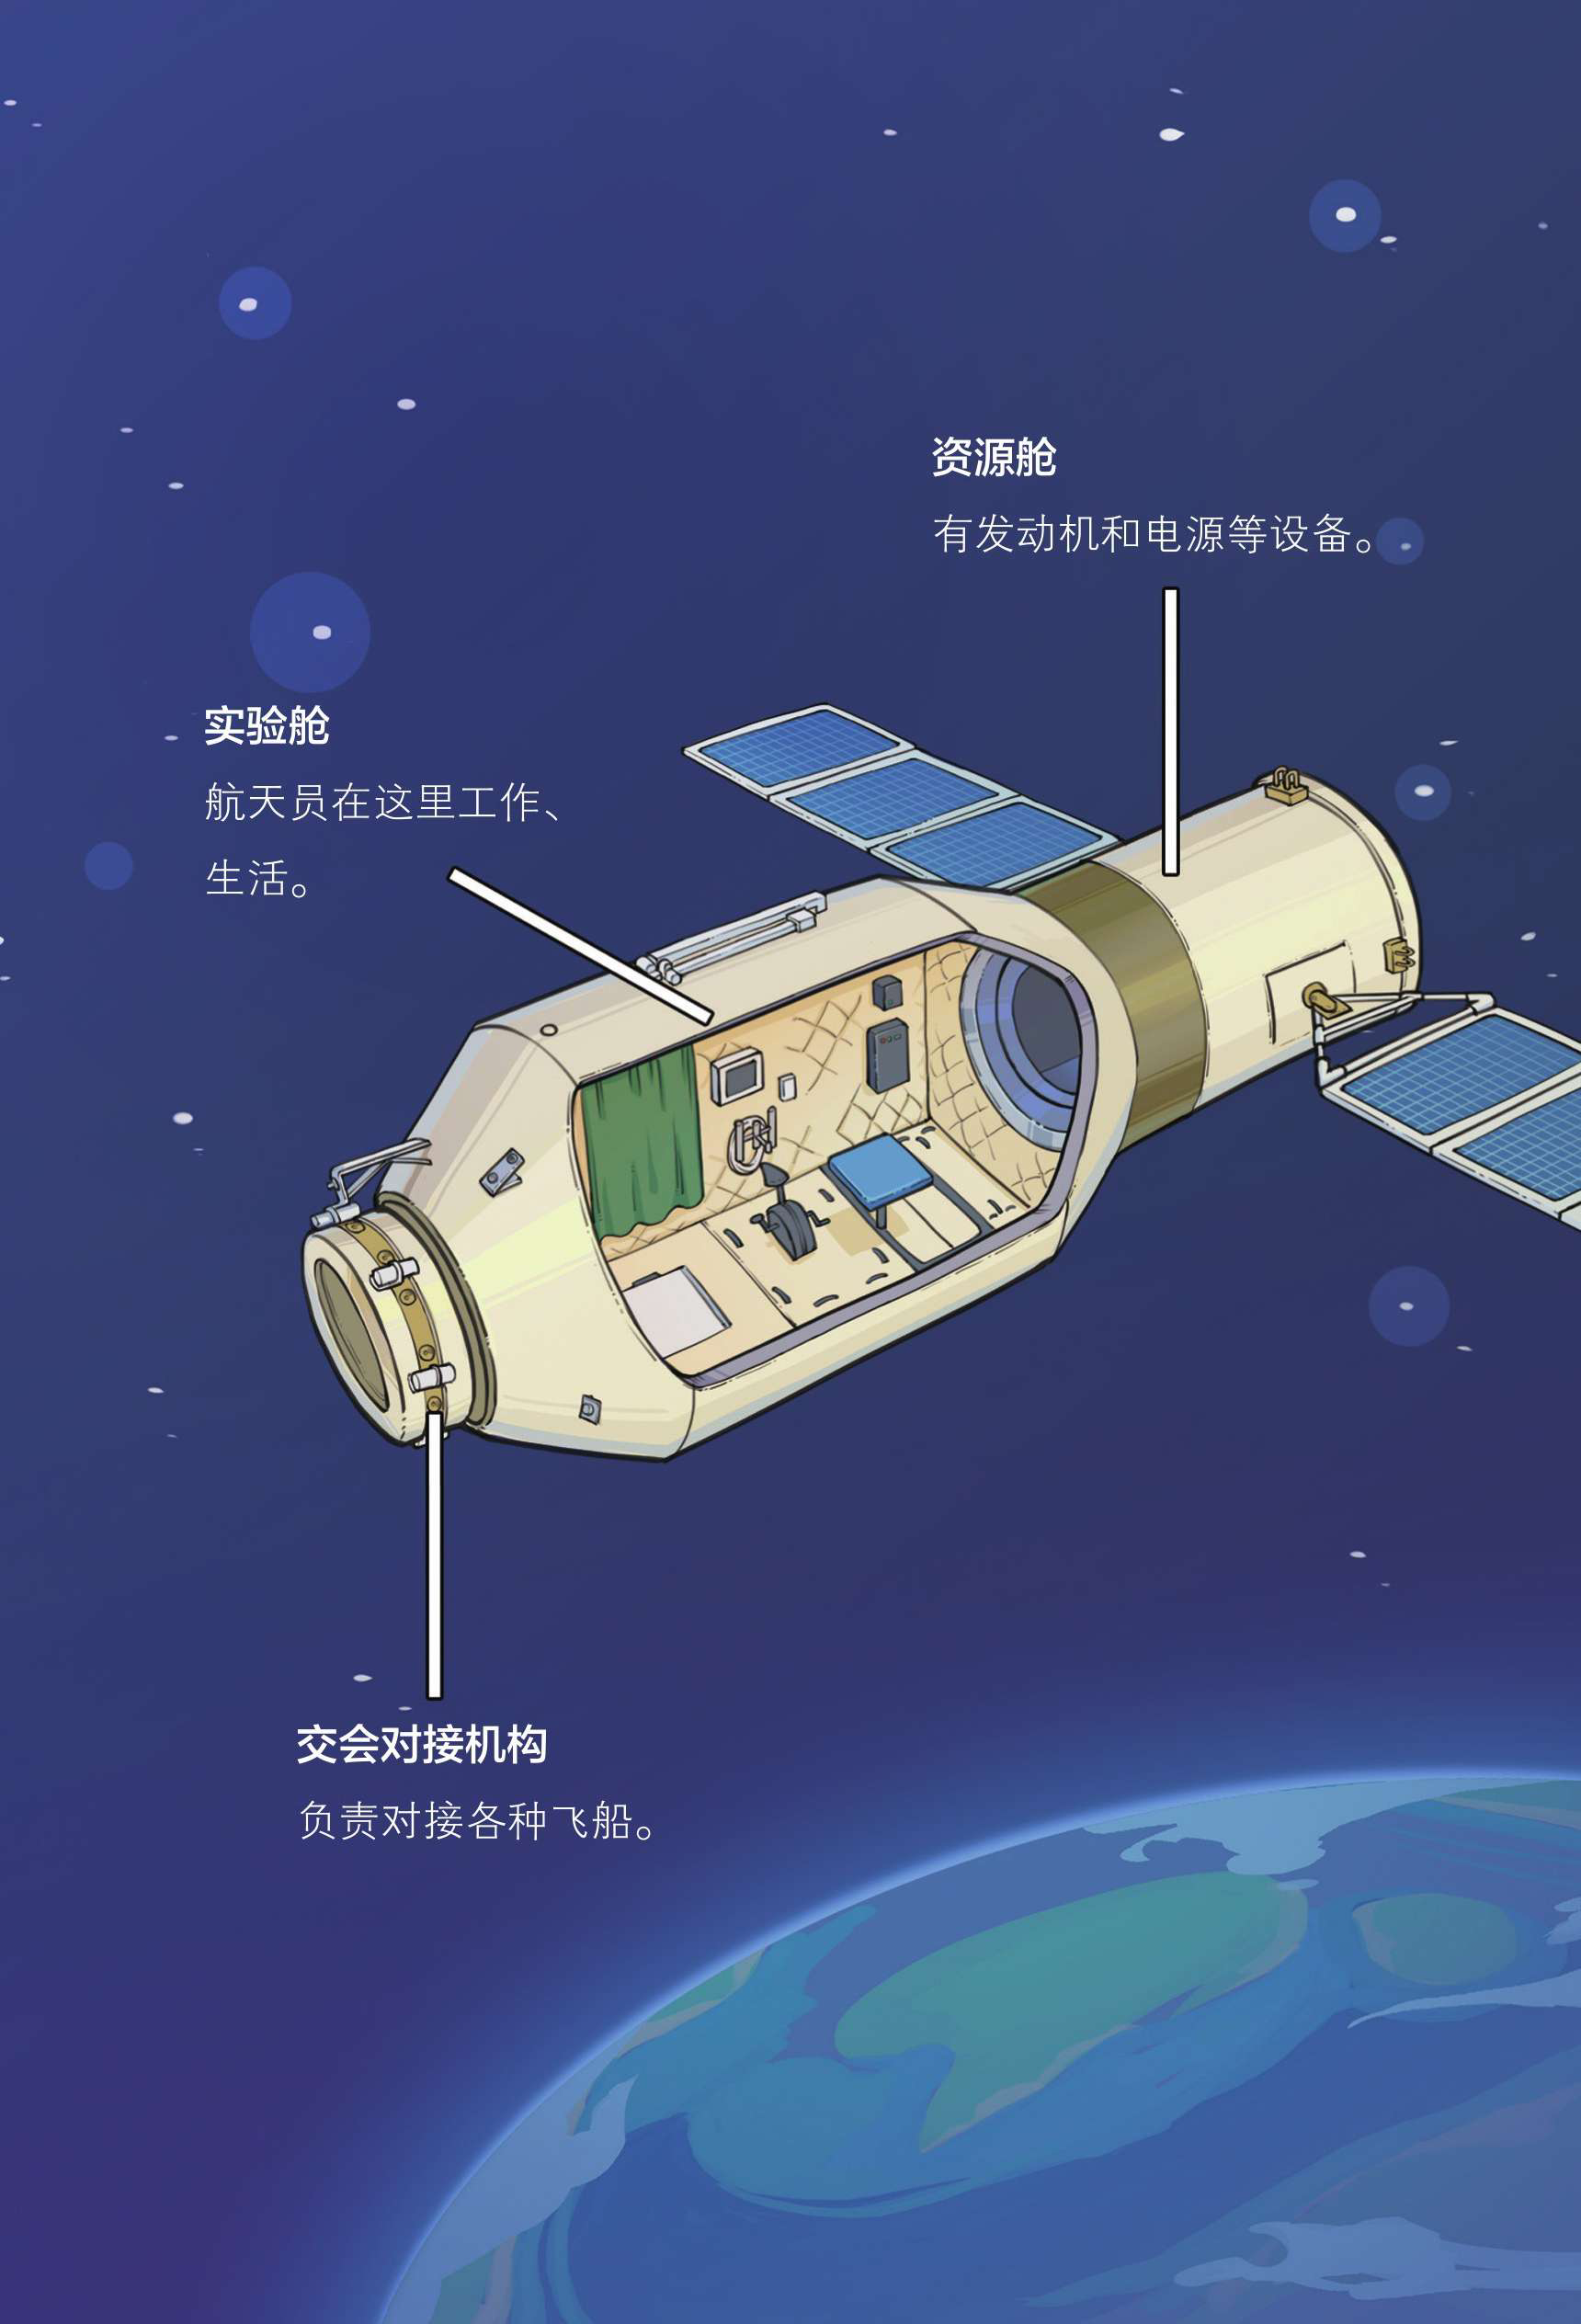 资源舱
有发动机和电源等设备。
实验舱
航天员在这里工作、
生活。
交会对接机构
负责对接各种飞船。